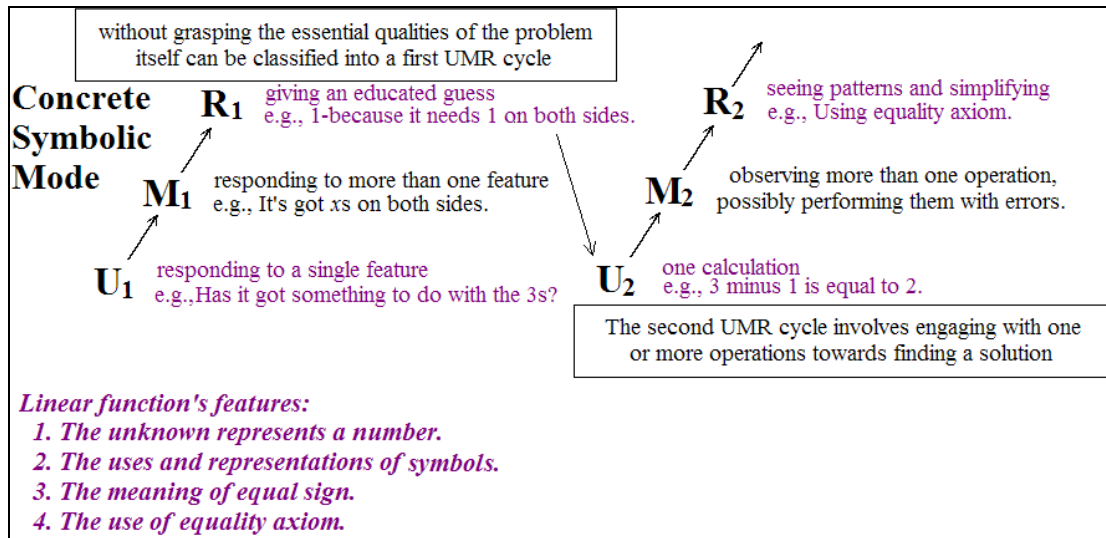 without grasping the essential qualities of the problem
itself can be classified into a first UMR cycle
Concrete
Symbolic
Mode
R1
giving an educated guess
e.g., 1-because it needs 1 on both sides.
M1
responding to more than one feature
e.g., It's got xs on both sides.
U1
responding to a single feature
e.g.,Has it got something to do with the 3s?
R2
seeing patterns and simplifying
e.g., Using equality axiom.
M2
observing more than one operation,
possibly performing them with errors.
U2
one calculation
e.g., 3 minus 1 is equal to 2.
The second UMR cycle involves engaging with one
or more operations towards finding a solution
Linear function's features:
1. The unknown represents a number.
2. The uses and representations of symbols.
3. The meaning of equal sign.
4. The use of equality axiom.